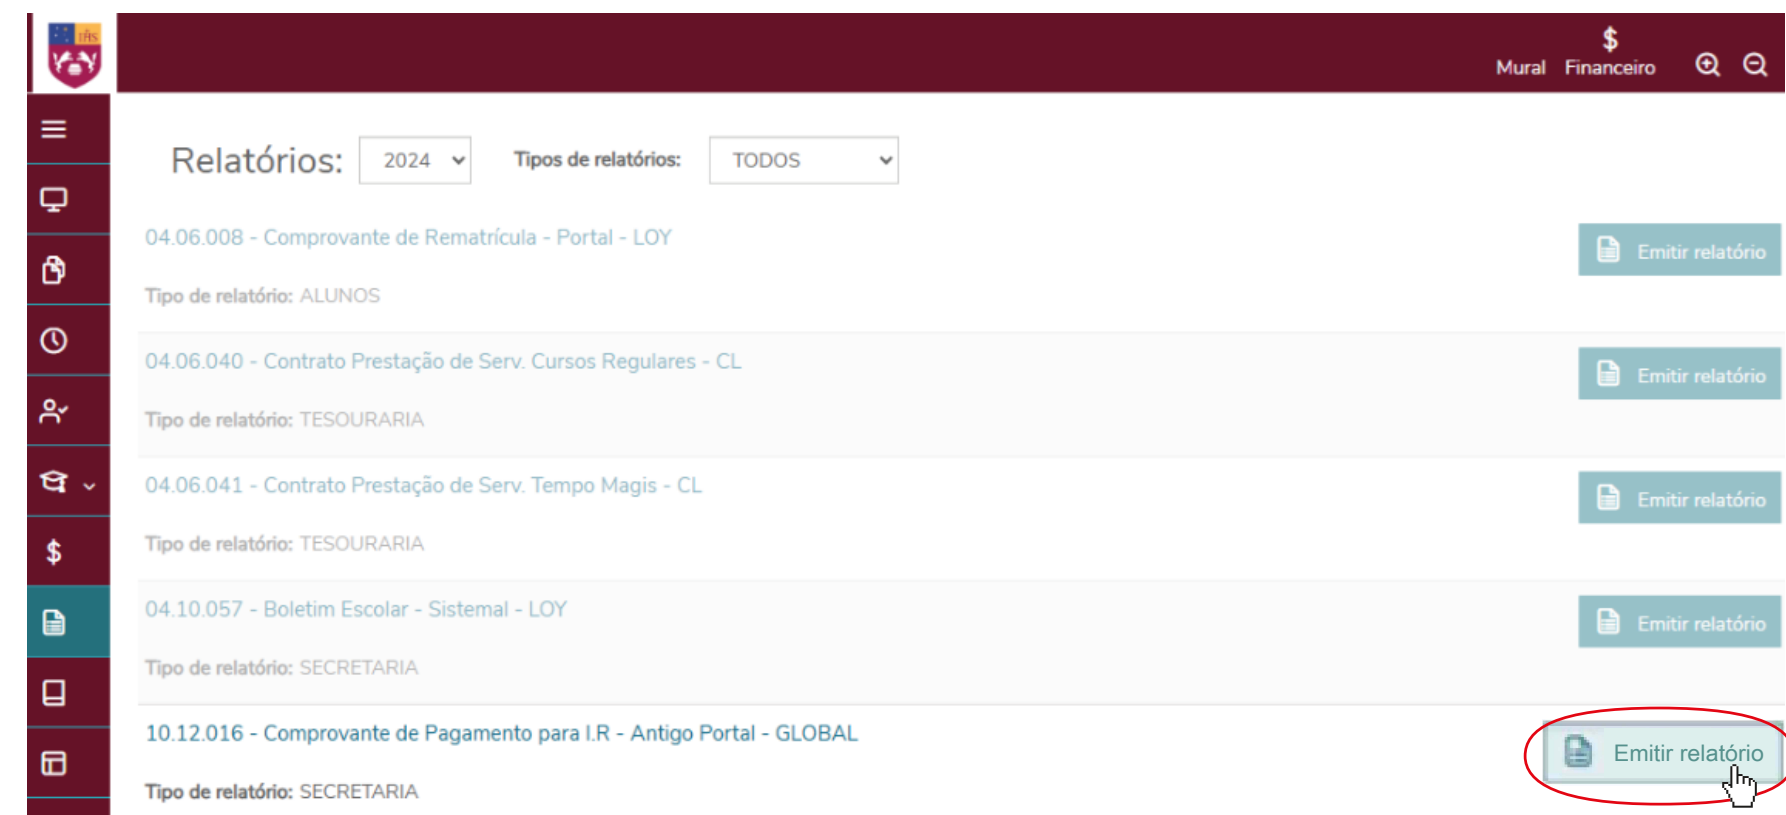 IHS
$
Mural Financeiro
Relatórios: 2024 Tipos de relatórios: TODOS
04.06.008 - Comprovante de Rematrícula - Portal - LOY
Emitir relatório
Tipo de relatório: ALUNOS
04.06.040 - Contrato Prestação de Serv. Cursos Regulares - CL
Emitir relatório
Tipo de relatório: TESOURARIA
04.06.041 - Contrato Prestação de Serv. Tempo Magis - CL
Emitir relatório
Tipo de relatório: TESOURARIA
$
04.10.057 - Boletim Escolar - Sistemal - LOY
Emitir relatório
Tipo de relatório: SECRETARIA
10.12.016 - Comprovante de Pagamento para I.R - Antigo Portal - GLOBAL
Emitir relatório
Tipo de relatório: SECRETARIA